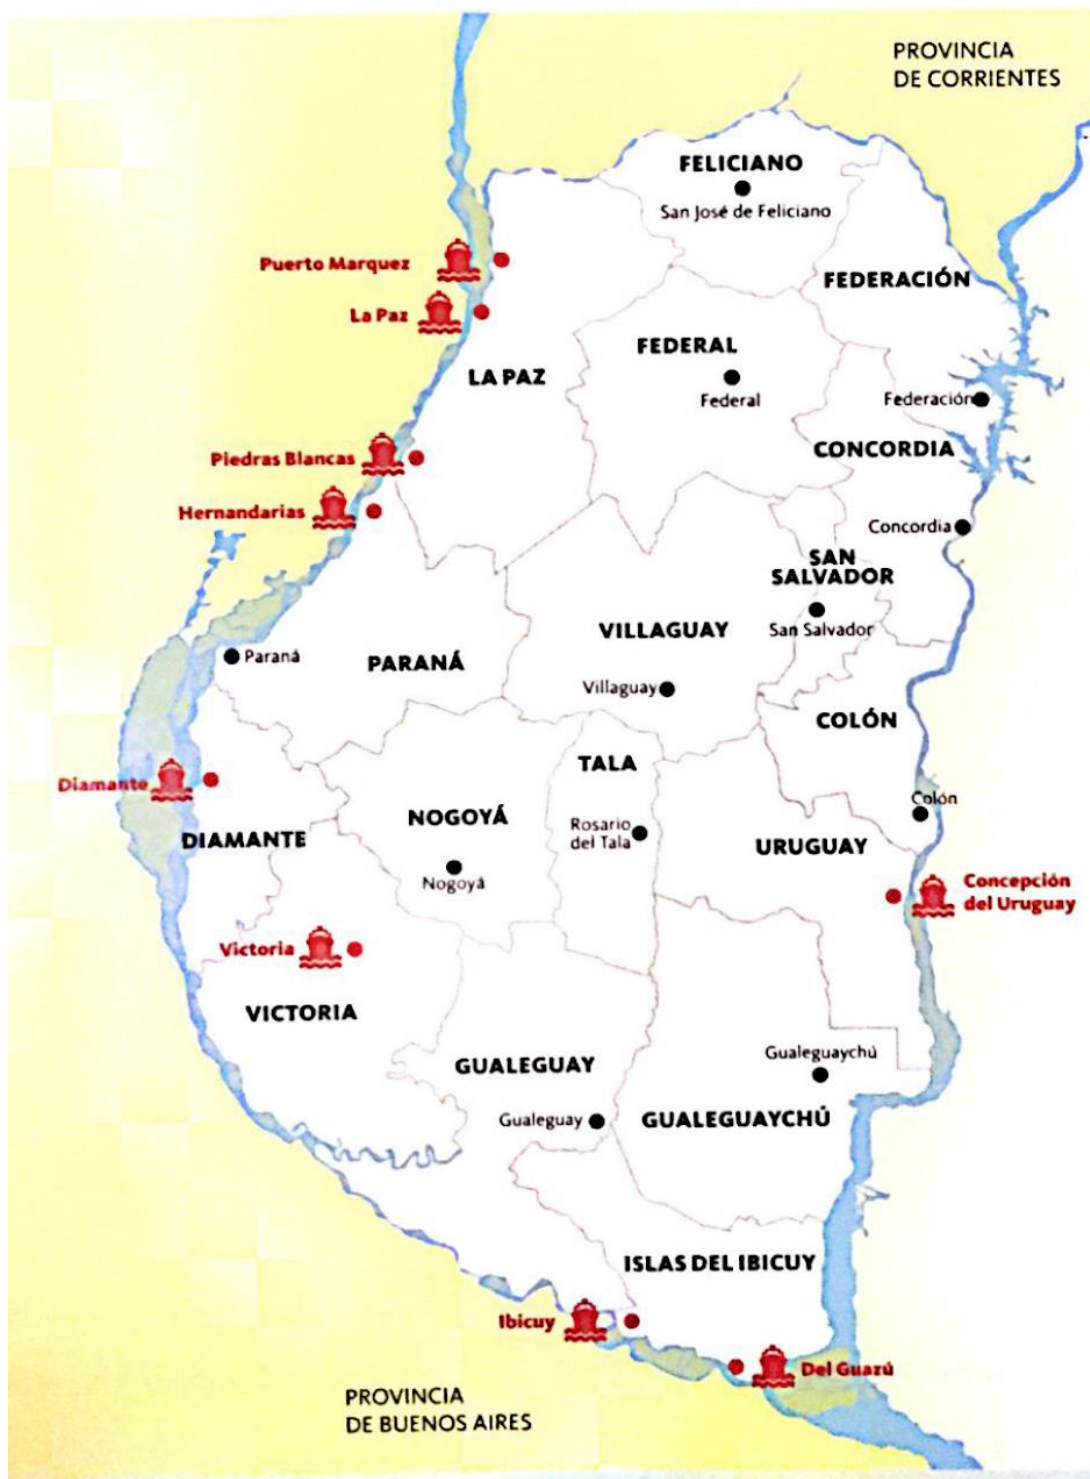 PROVINCIA
DE CORRIENTES
FELICIANO
San José de Feliciano
Puerto Marquez
FEDERACIÓN
La Paz
FEDERAL
LA PAZ
Federal
Federación
CONCORDIA
Piedras Blancas
Hernandarias
Concordia
SAN
SALVADOR
San Salvador
VILLAGUAY
Paraná
PARANÁ
Villaguay
COLÓN
TALA
Diamante
Colón
NOGOYÁ
Rosario
del Tala
DIAMANTE
URUGUAY
Nogoyá
Concepción
del Uruguay
Victoria
VICTORIA
Gualeguaychú
GUALEGUAY
Gualeguay
GUALEGUAYCHÚ
ISLAS DEL IBICUY
Ibicuy
Del Guazú
PROVINCIA
DE BUENOS AIRES